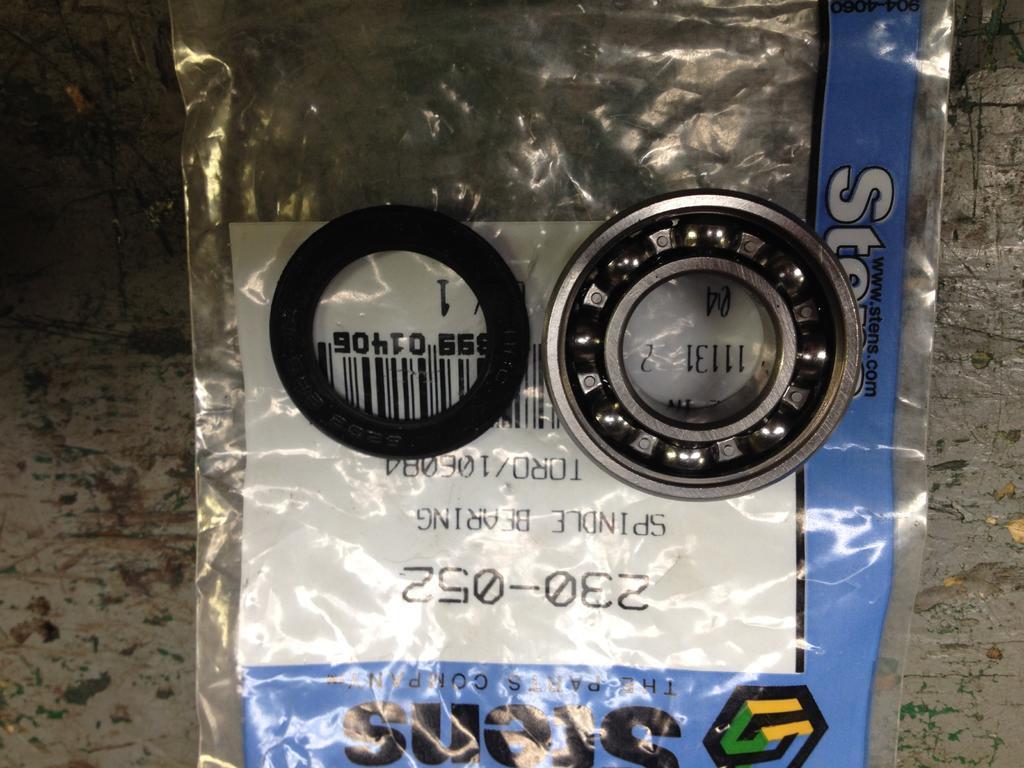 Stens
THE PARTS COMPANY™
230-052
SPINDLE BEARING
TORO/106084
399 01406
1
11131 2
04
Stens
www.stens.com
904-4060